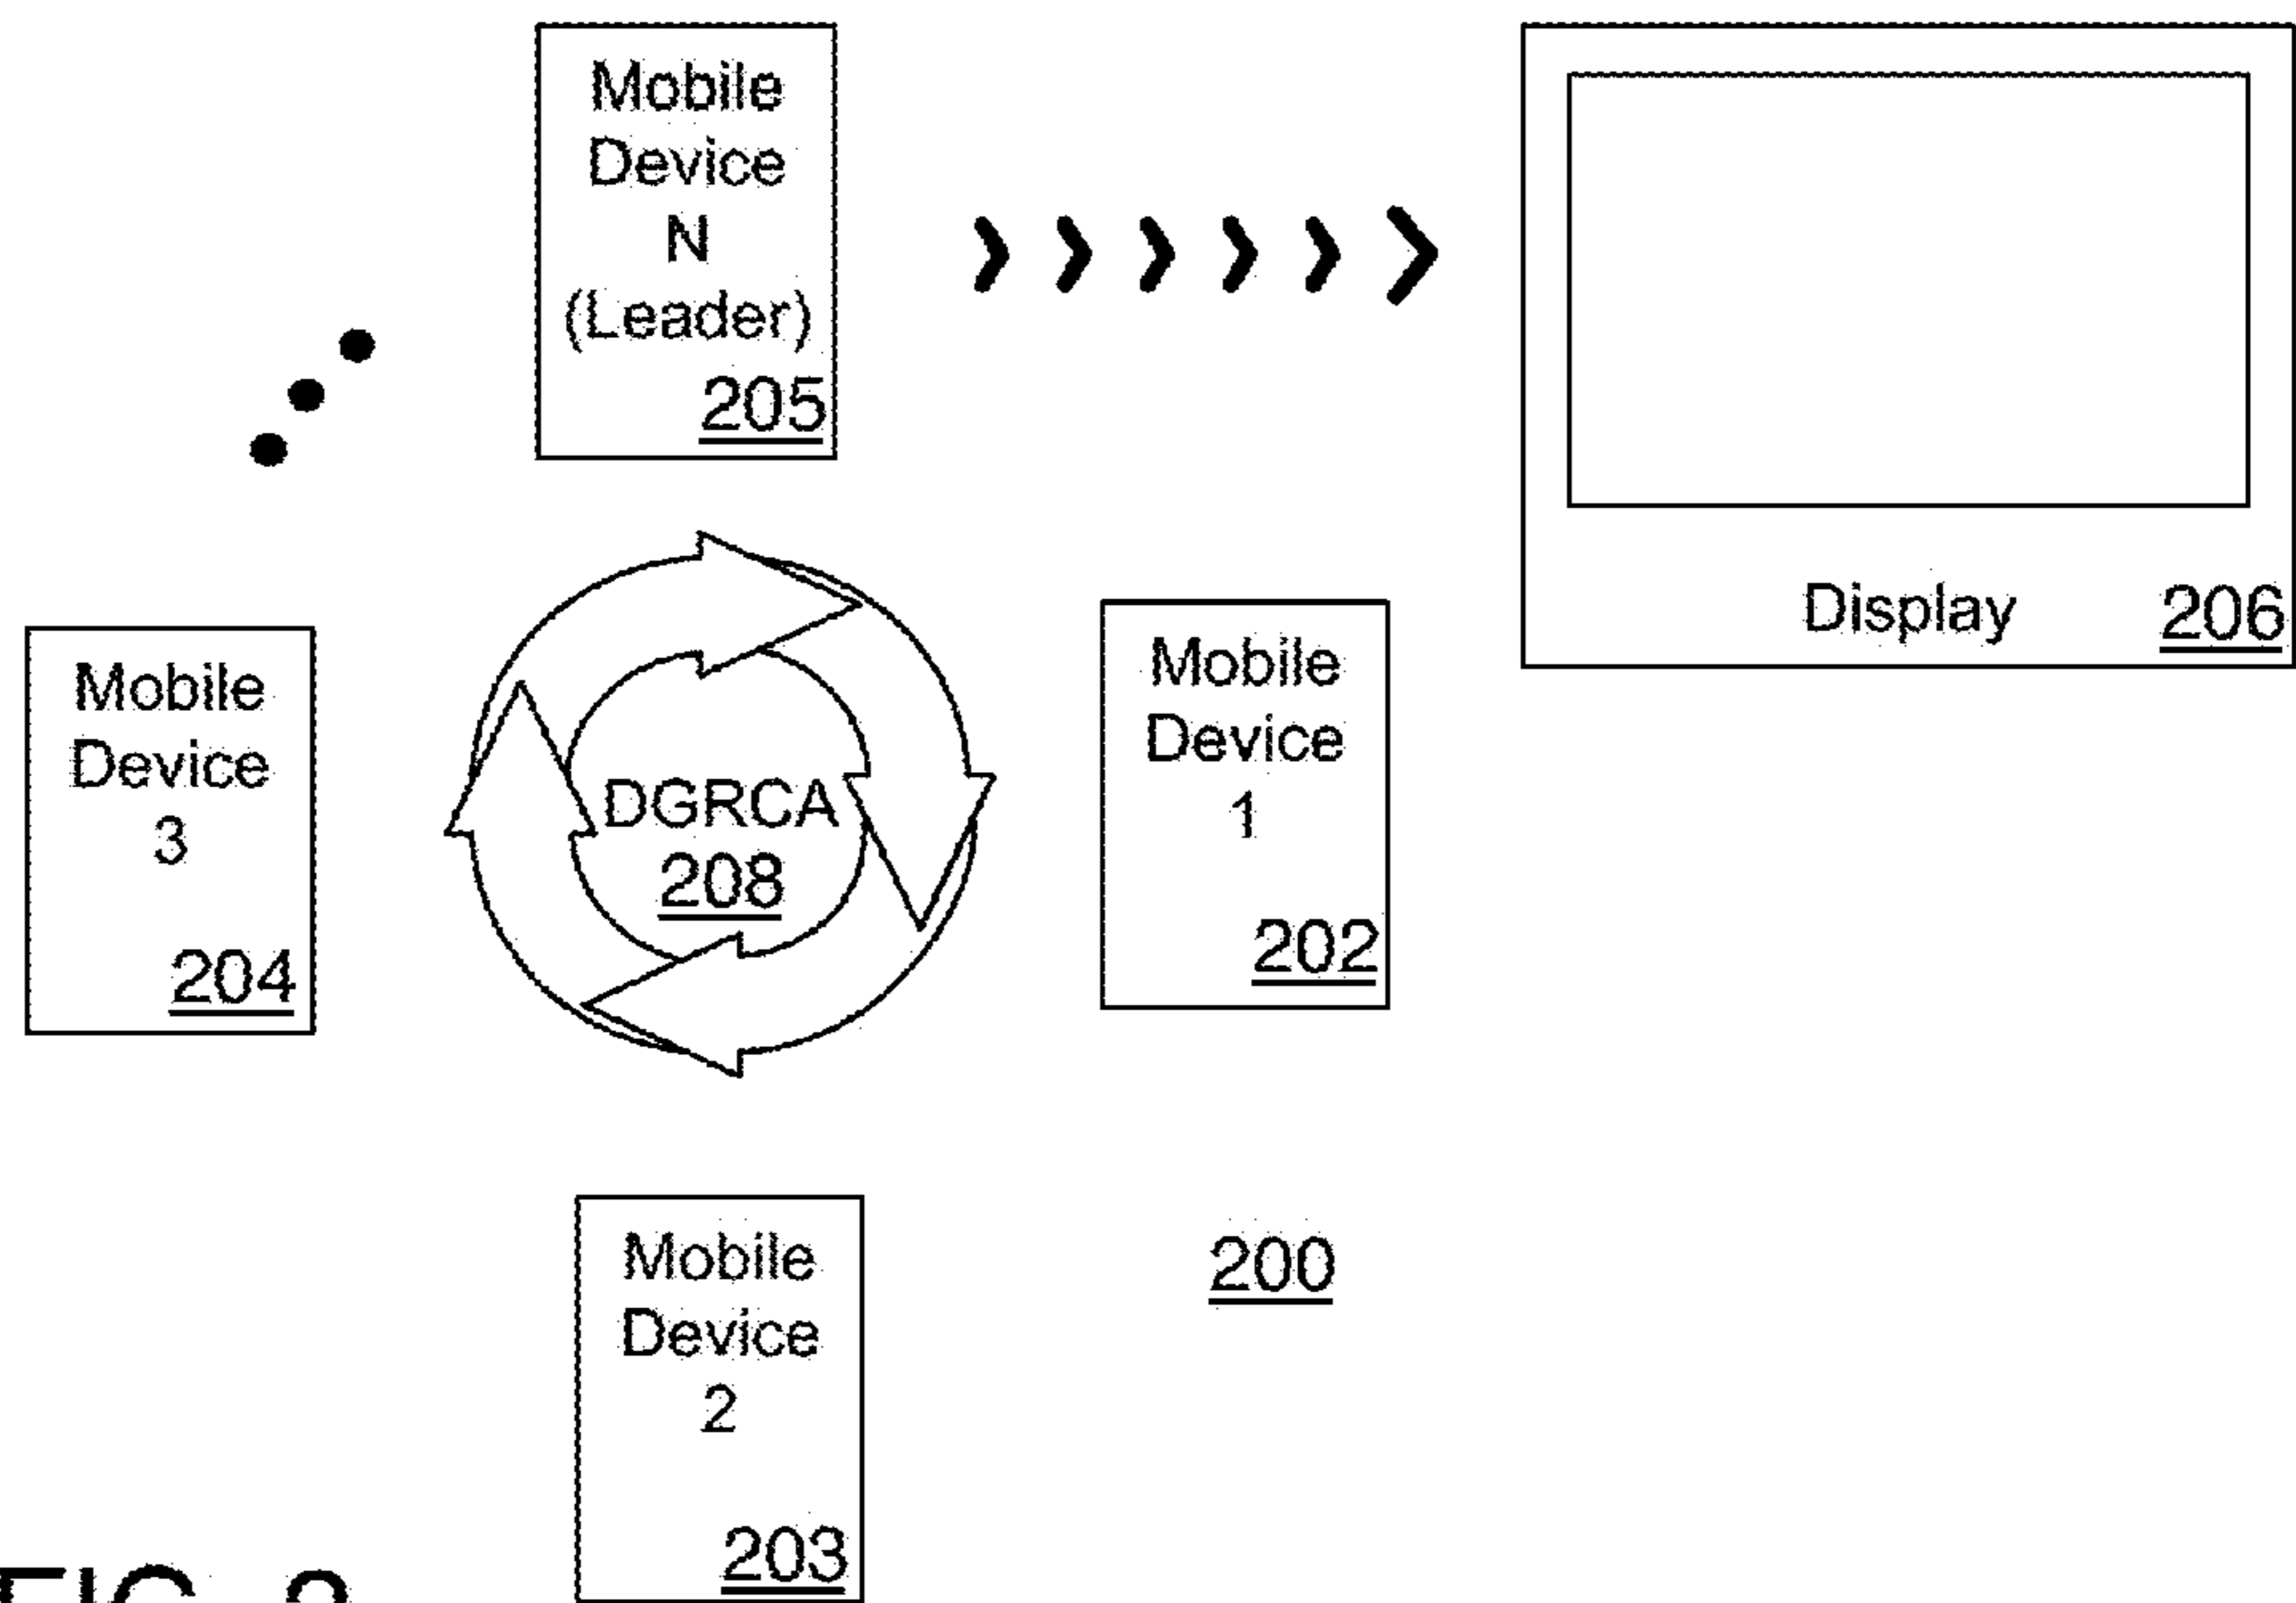 Mobile
Device
N
(Leader)
205
Display 206
Mobile
Device
3
204
DGRCA
208
Mobile
Device
1
202
Mobile
Device
2
203
200